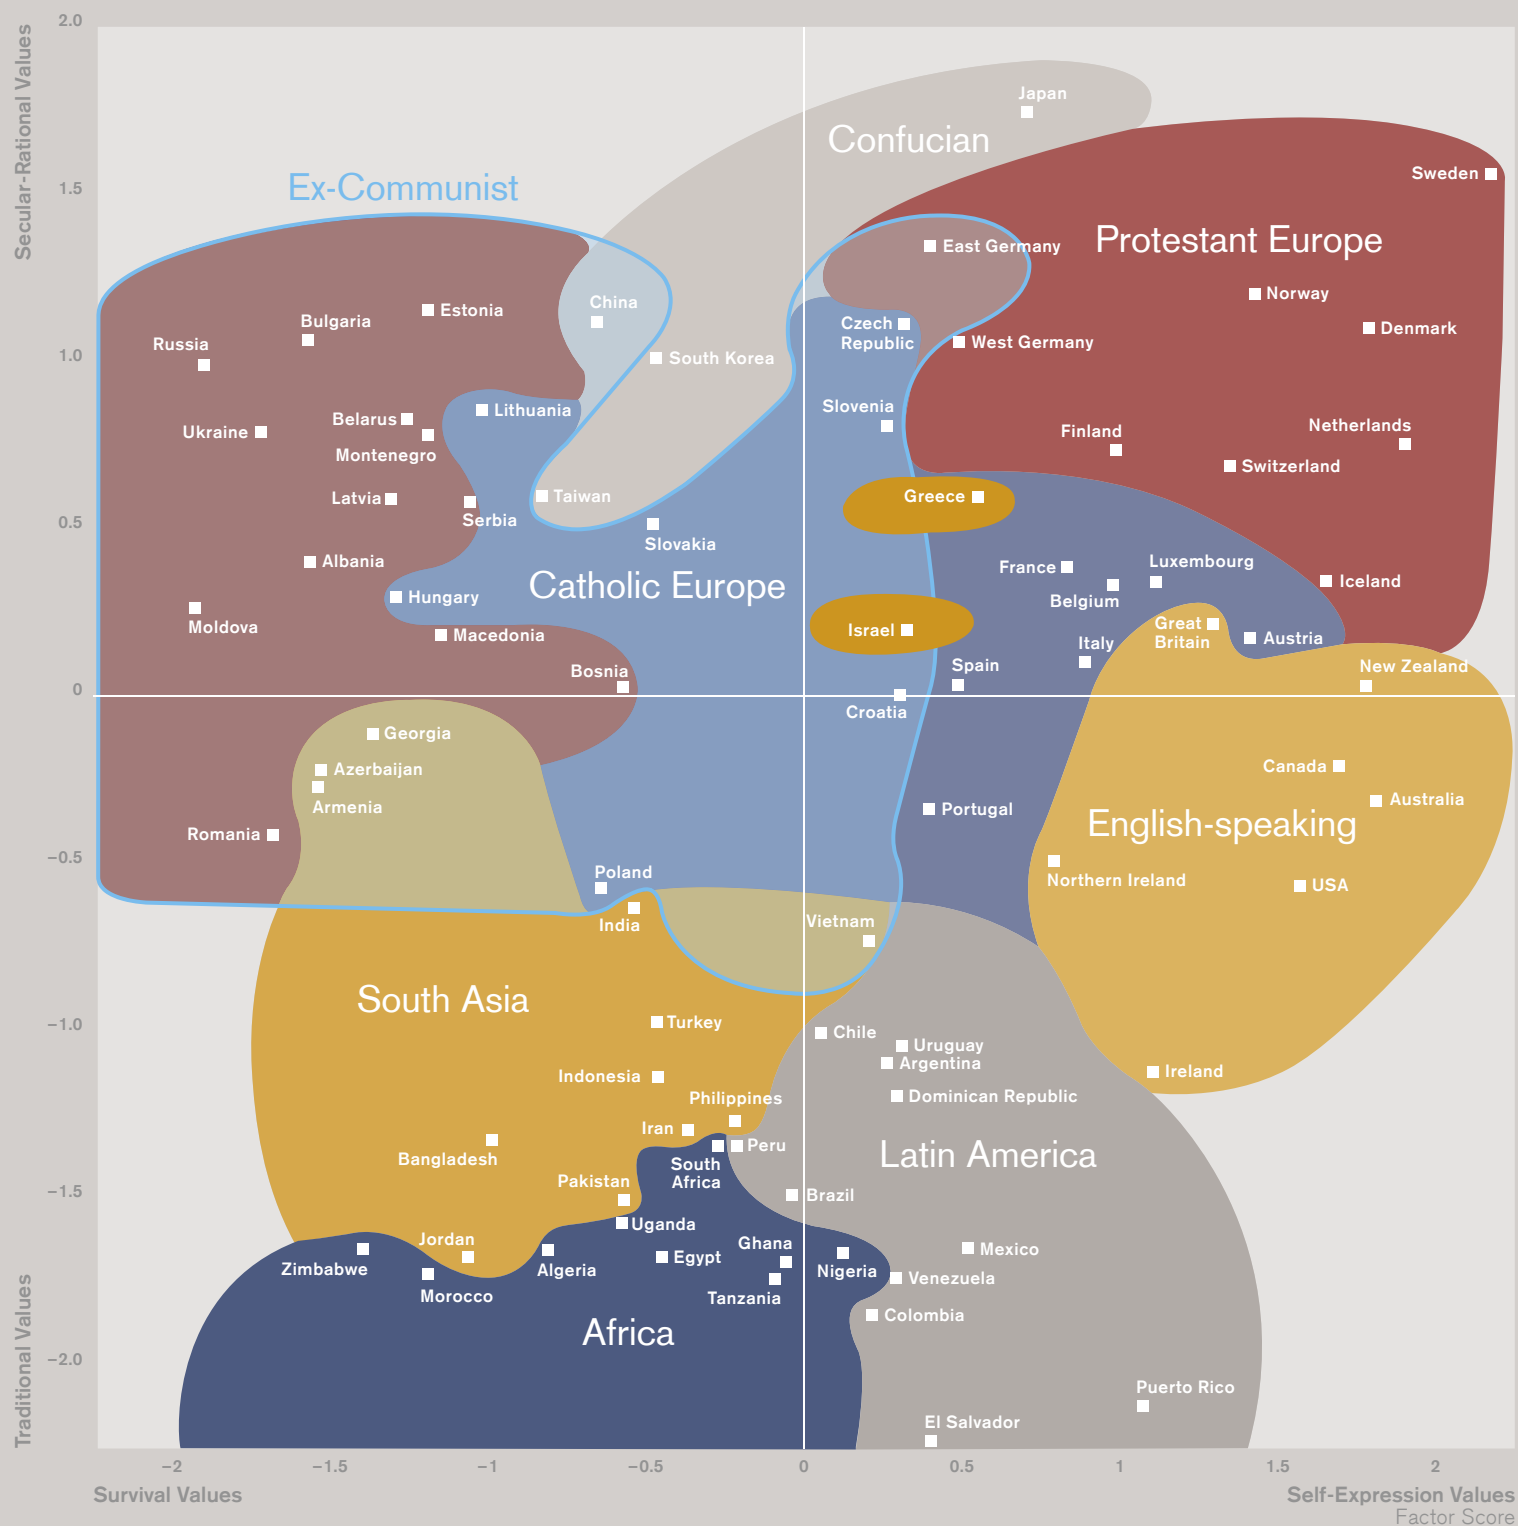 2.0
Secular-Rational Values
Japan
Confucian
Sweden
1.5
Ex-Communist
Protestant Europe
East Germany
Norway
China
Estonia
Bulgaria
Czech
Republic
Denmark
Russia
West Germany
1.0
South Korea
Slovenia
Lithuania
Belarus
Ukraine
Montenegro
Finland
Netherlands
Switzerland
Latvia
Taiwan
Greece
Serbia
0.5
Slovakia
Albania
France
Luxembourg
Catholic Europe
Iceland
Hungary
Belgium
Moldova
Macedonia
Israel
Great
Britain
Austria
Italy
Bosnia
Spain
New Zealand
0
Croatia
Georgia
Azerbaijan
Canada
Armenia
Portugal
Australia
English-speaking
Romania
−0.5
Poland
Northern Ireland
USA
India
Vietnam
South Asia
−1.0
Turkey
Chile
Uruguay
Argentina
Ireland
Indonesia
Philippines
Dominican Republic
Iran
Bangladesh
Peru
Latin America
South
Africa
Pakistan
−1.5
Brazil
Uganda
Jordan
Ghana
Mexico
Zimbabwe
Algeria
Egypt
Nigeria
Venezuela
Morocco
Tanzania
Colombia
Africa
Traditional Values
−2.0
Puerto Rico
El Salvador
−2
−1.5
−1
−0.5
0
0.5
1
1.5
2
Survival Values
Self-Expression Values
Factor Score